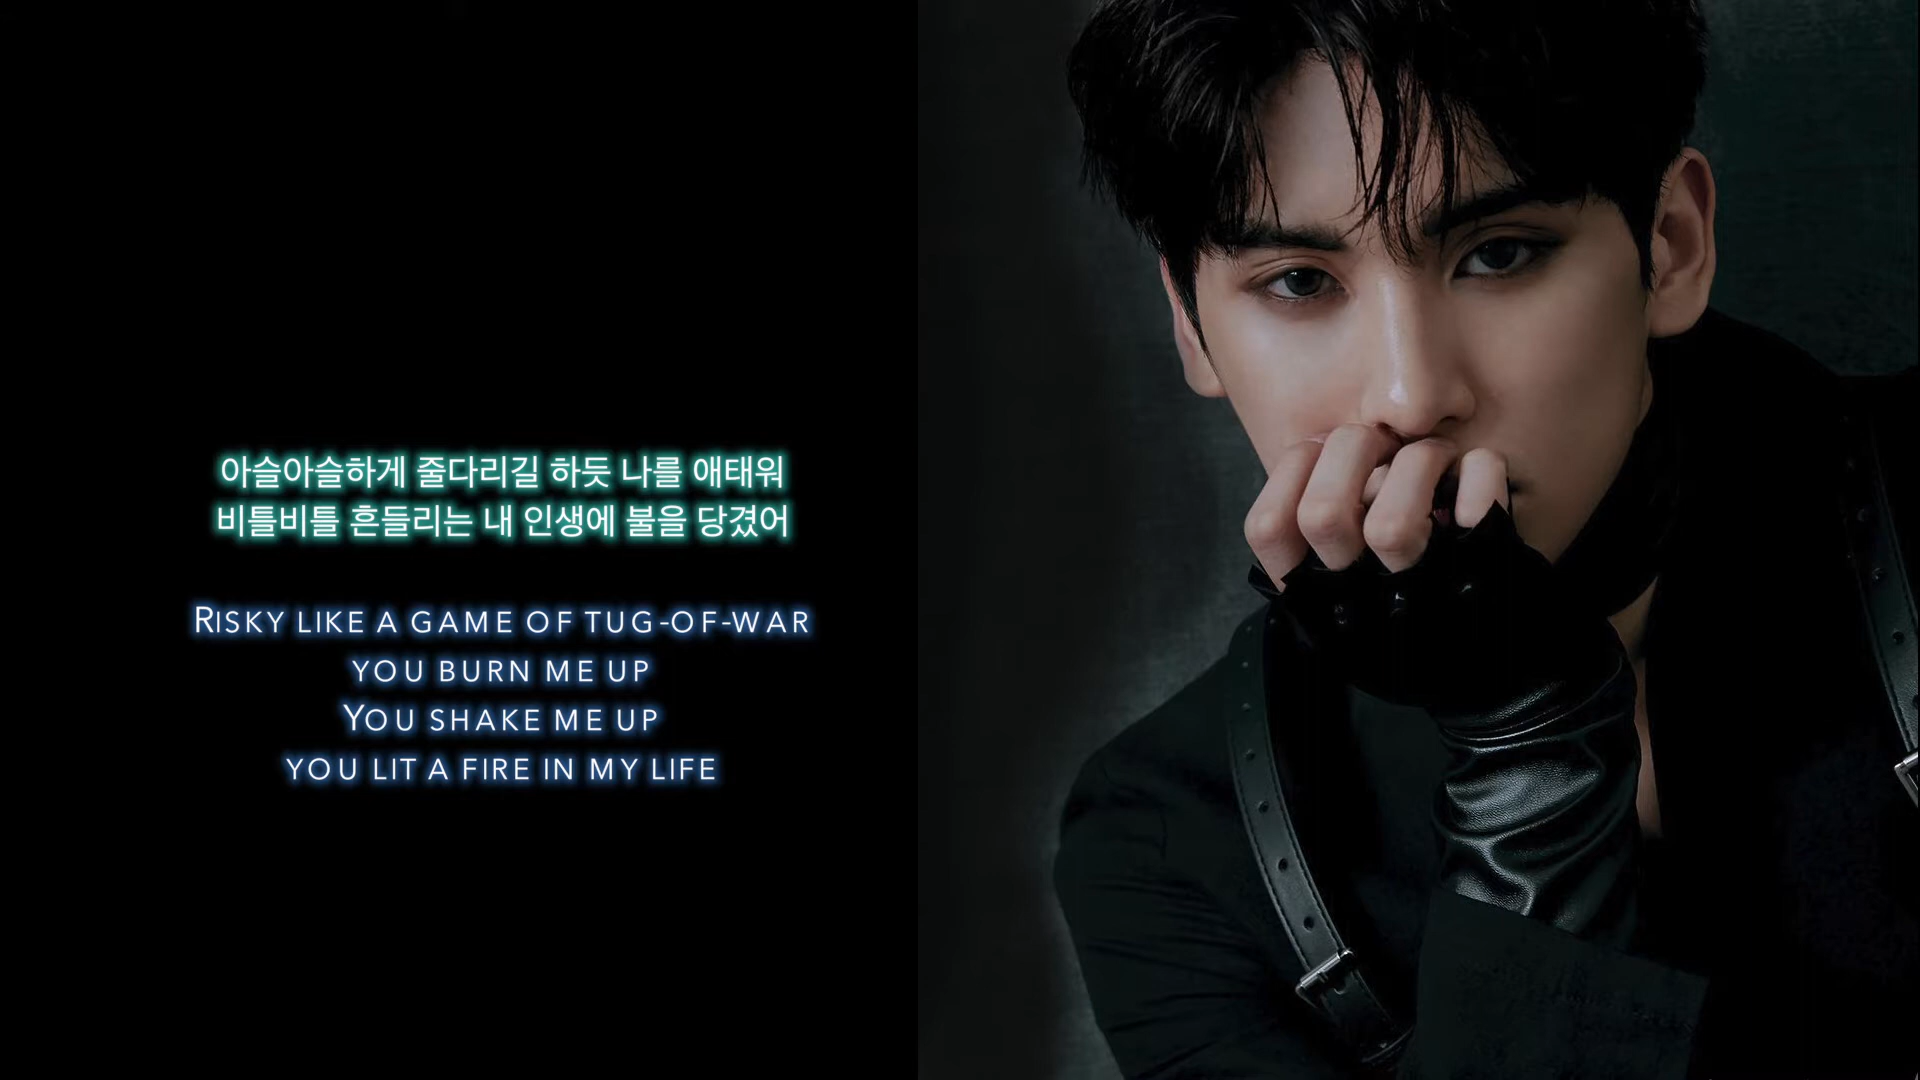 아슬아슬하게 줄다리길 하듯 나를 애태워
비틀비틀 흔들리는 내 인생에 불을 당겼어
RISKY LIKE A GAME OF TUG-OF-WAR
YOU BURN ME UP
YOU SHAKE ME UP
YOU LIT A FIRE IN MY LIFE